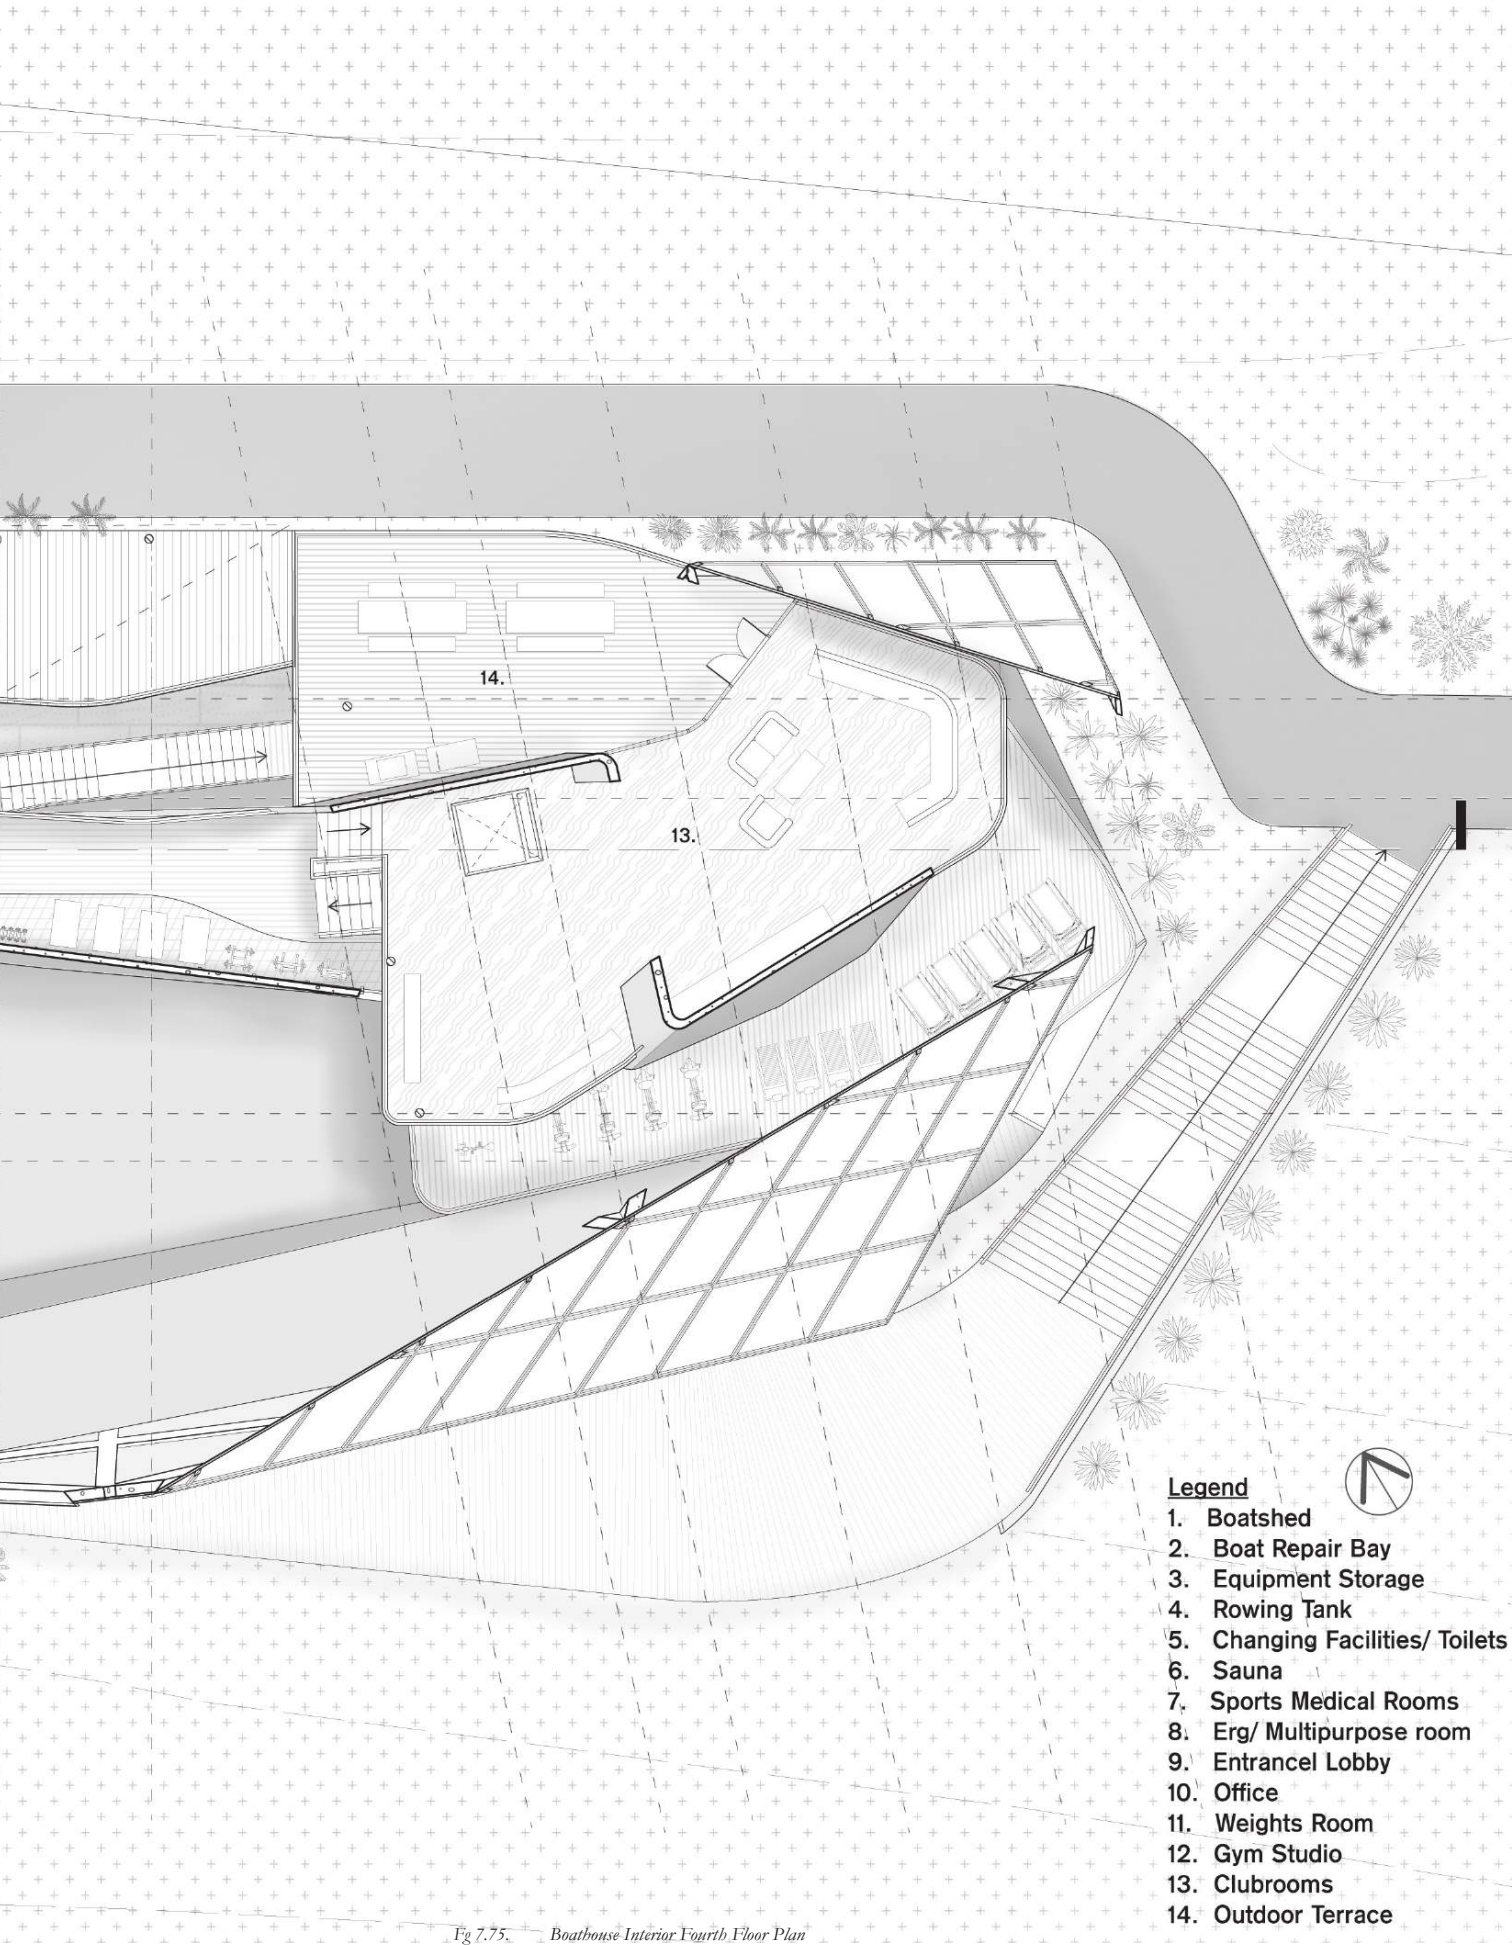 14.
13.
Legend
1. Boatshed
2. Boat Repair Bay
3. Equipment Storage
4. Rowing Tank
5. Changing Facilities/ Toilets
6. Sauna
7. Sports Medical Rooms
8. Erg/ Multipurpose room
9. Entrancel Lobby
10. Office
11. Weights Room
12. Gym Studio
13. Clubrooms
14. Outdoor Terrace
Fg 7.75. Boathouse Interior Fourth Floor Plan